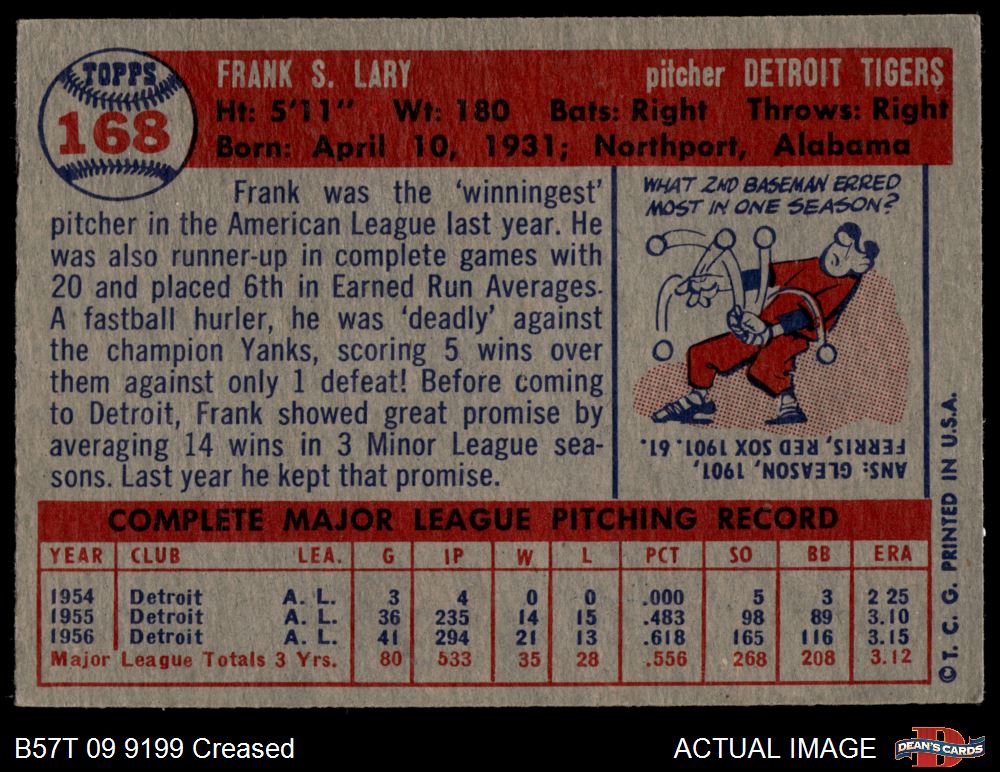 TOPPS
168
FRANK S. LARY pitcher DETROIT TIGERS
Ht: 5'11" Wt: 180 Bats: Right Throws: Right
Born: April 10, 1931; Northport, Alabama
Frank was the 'winningest'
pitcher in the American League last year. He
was also runner-up in complete games with
20 and placed 6th in Earned Run Averages.
A fastball hurler, he was 'deadly' against
the champion Yanks, scoring 5 wins over
them against only 1 defeat! Before coming
to Detroit, Frank showed great promise by
averaging 14 wins in 3 Minor League sea-
sons. Last year he kept that promise.
WHAT 2ND BASEMAN ERRED
MOST IN ONE SEASON?
ANS: GLEASON, 1901,
FERRIS, RED SOX 1901. 61.
COMPLETE MAJOR LEAGUE PITCHING RECORD
YEAR CLUB LEA. G IP W L PCT SO BB ERA
1954 Detroit A. L. 3 4 0 0 .000 5 3 2 25
1955 Detroit A. L. 36 235 14 15 .483 98 89 3.10
1956 Detroit A. L. 41 294 21 13 .618 165 116 3.15
Major League Totals 3 Yrs. 80 533 35 28 .556 268 208 3.12
© T. C. G. PRINTED IN U.S.A.
B57T 09 9199 Creased
ACTUAL IMAGE
DEAN'S CARDS